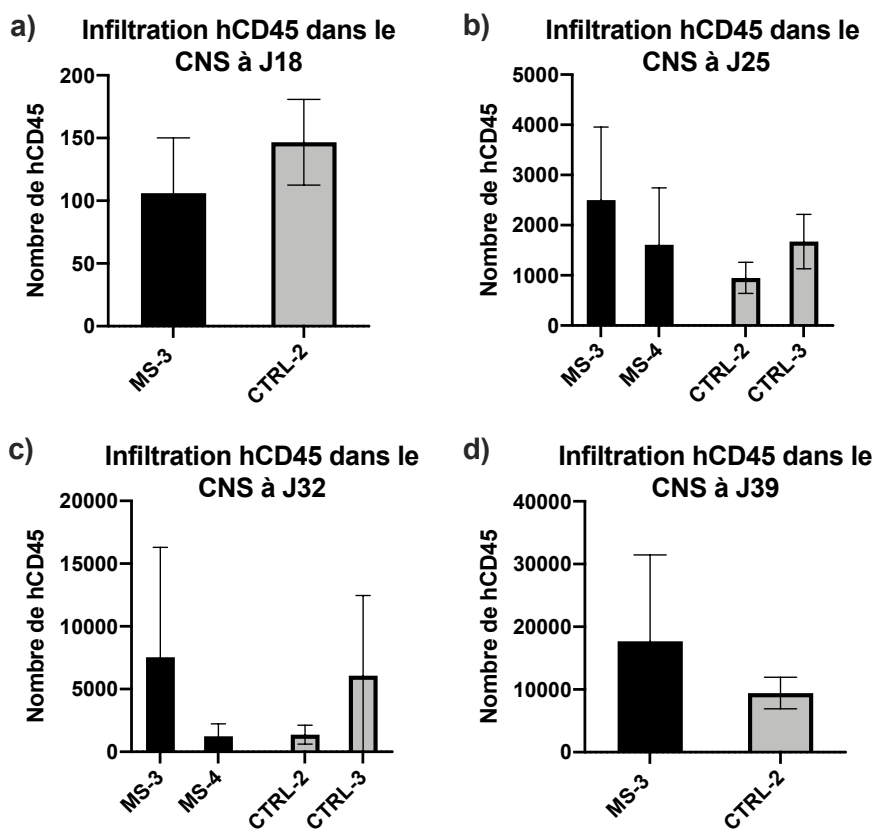 a)
Infiltration hCD45 dans le
CNS à J18
Nombre de hCD45
200
150
100
50
0
MS-3
CTRL-2
b)
Infiltration hCD45 dans le
CNS à J25
Nombre de hCD45
5000
4000
3000
2000
1000
0
MS-3
MS-4
CTRL-2
CTRL-3
c)
Infiltration hCD45 dans le
CNS à J32
Nombre de hCD45
20000
15000
10000
5000
0
MS-3
MS-4
CTRL-2
CTRL-3
d)
Infiltration hCD45 dans le
CNS à J39
Nombre de hCD45
40000
30000
20000
10000
0
MS-3
CTRL-2